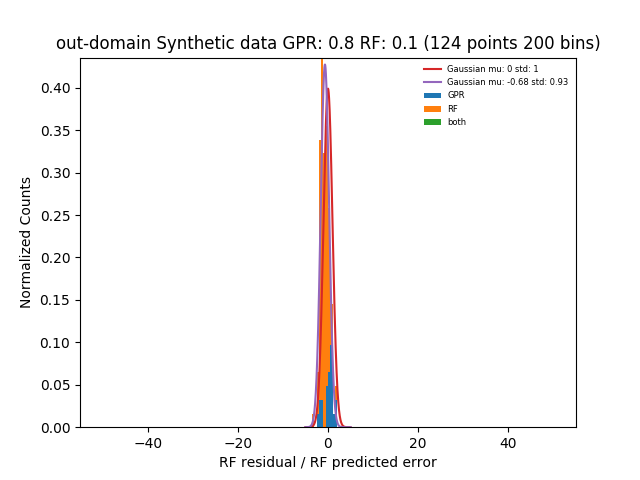 out-domain Synthetic data GPR: 0.8 RF: 0.1 (124 points 200 bins)
Gaussian mu: 0 std: 1
Gaussian mu: -0.68 std: 0.93
GPR
RF
both
0.40
0.35
0.30
0.25
0.20
0.15
0.10
0.05
0.00
Normalized Counts
−40 −20 0 20 40
RF residual / RF predicted error